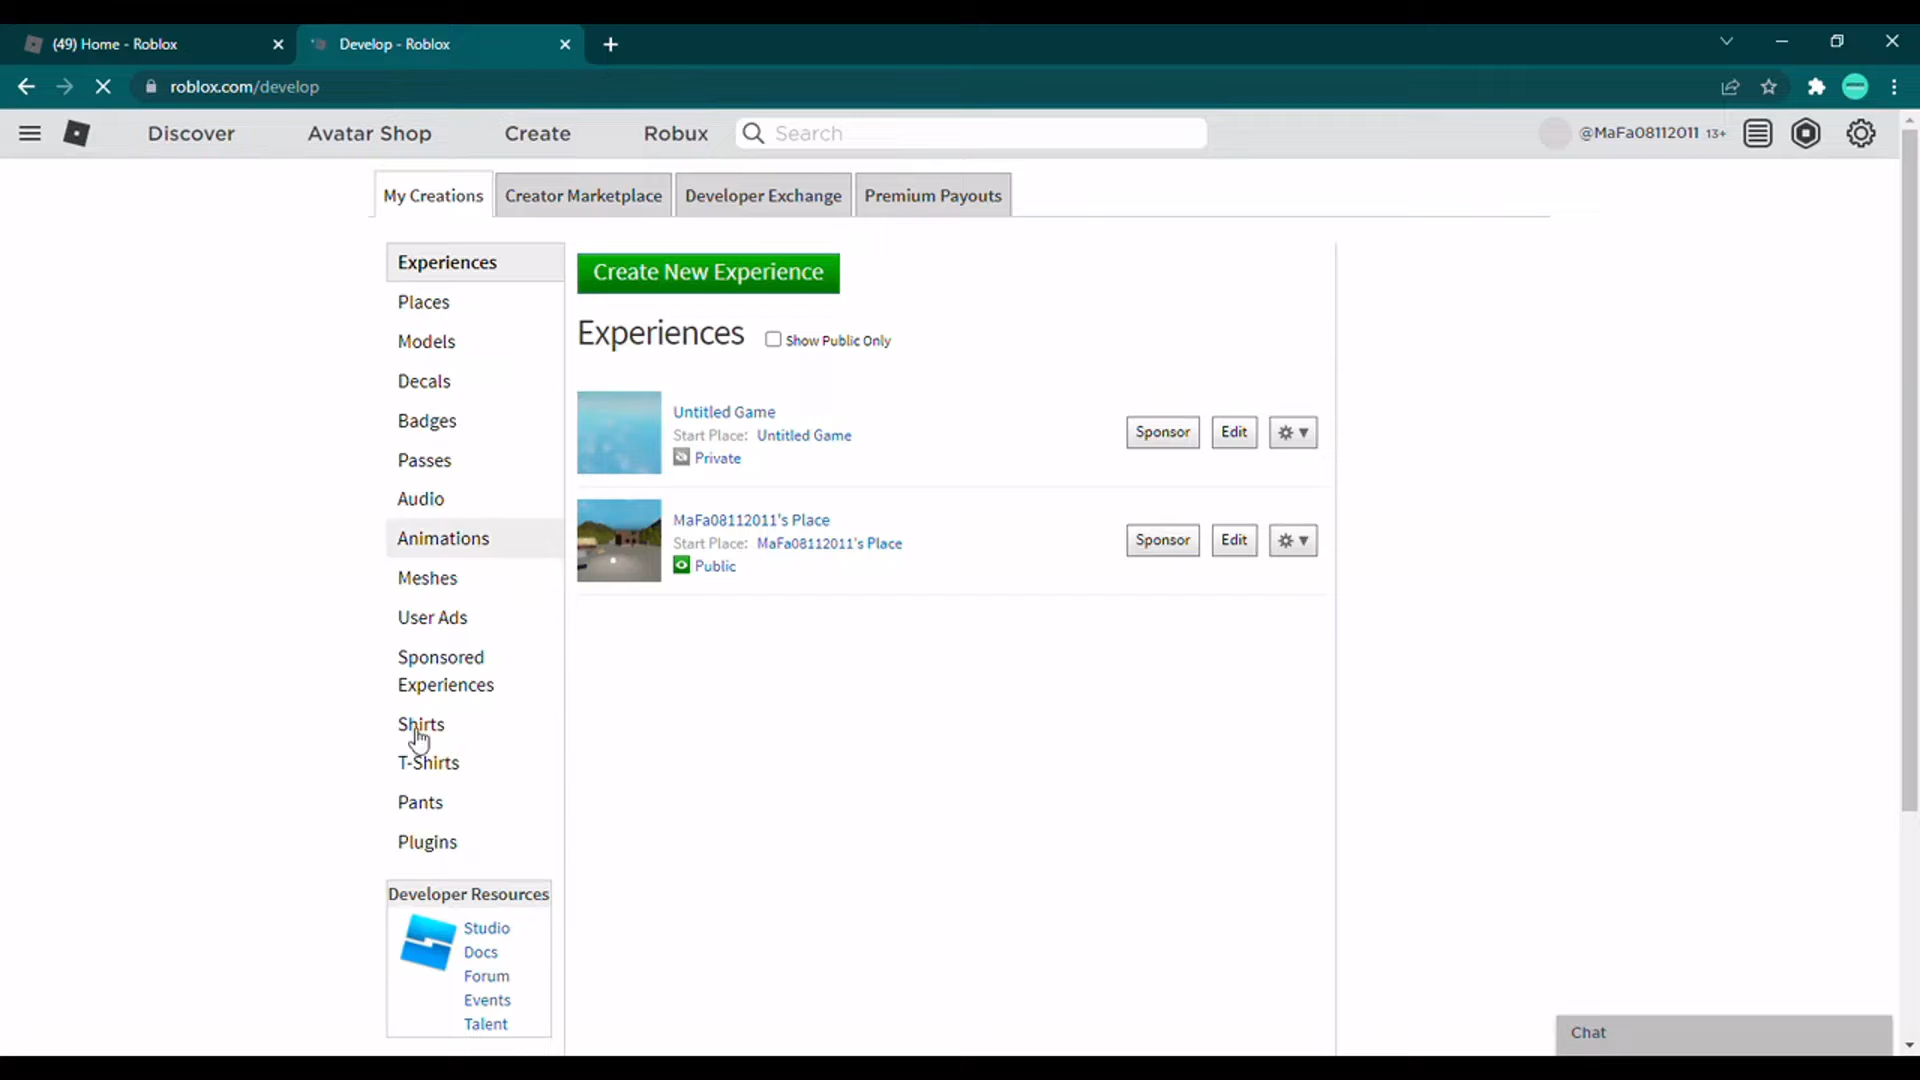 (49) Home - Roblox
Develop - Roblox
roblox.com/develop
Discover
Avatar Shop
Create
Robux
Search
@MaFa08112011 13+
My Creations
Creator Marketplace
Developer Exchange
Premium Payouts
Experiences
Places
Models
Decals
Badges
Passes
Audio
Animations
Meshes
User Ads
Sponsored
Experiences
Shirts
T-Shirts
Pants
Plugins
Developer Resources
Studio
Docs
Forum
Events
Talent
Create New Experience
Experiences
Show Public Only
Untitled Game
Start Place: Untitled Game
Private
Sponsor
Edit
MaFa08112011's Place
Start Place: MaFa08112011's Place
Public
Sponsor
Edit
Chat